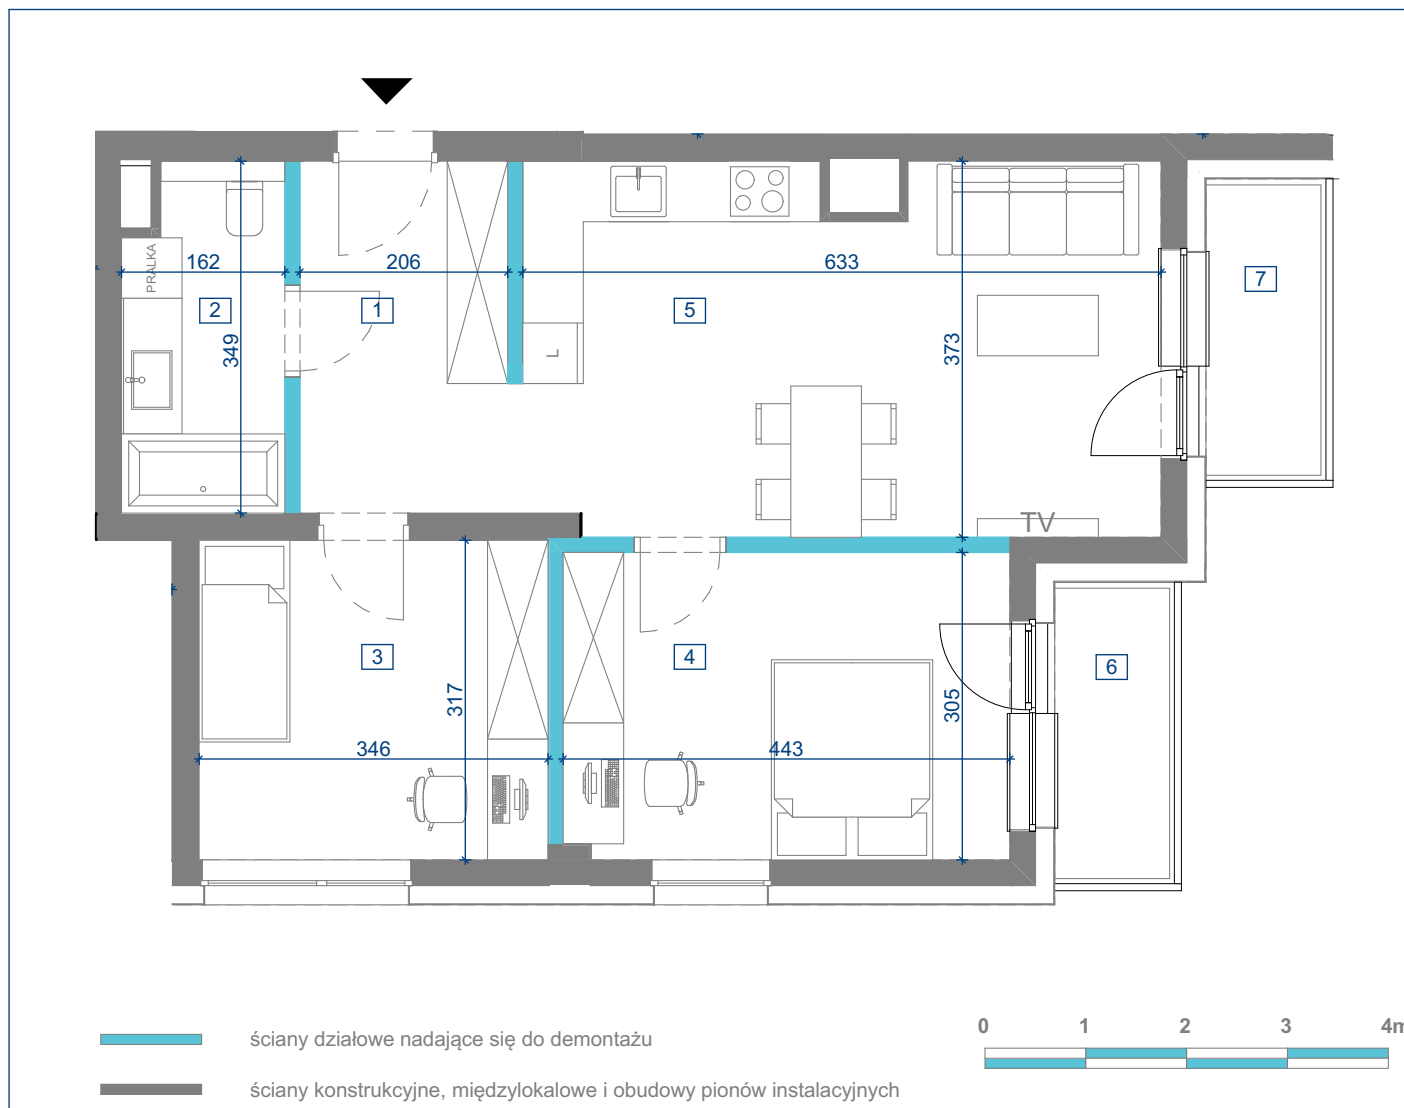 162
206
633
PRALKA
2
1
5
7
349
373
L
TV
3
4
6
317
305
346
443
ściany działowe nadające się do demontażu
ściany konstrukcyjne, międzylokalowe i obudowy pionów instalacyjnych
0 1 2 3 4m